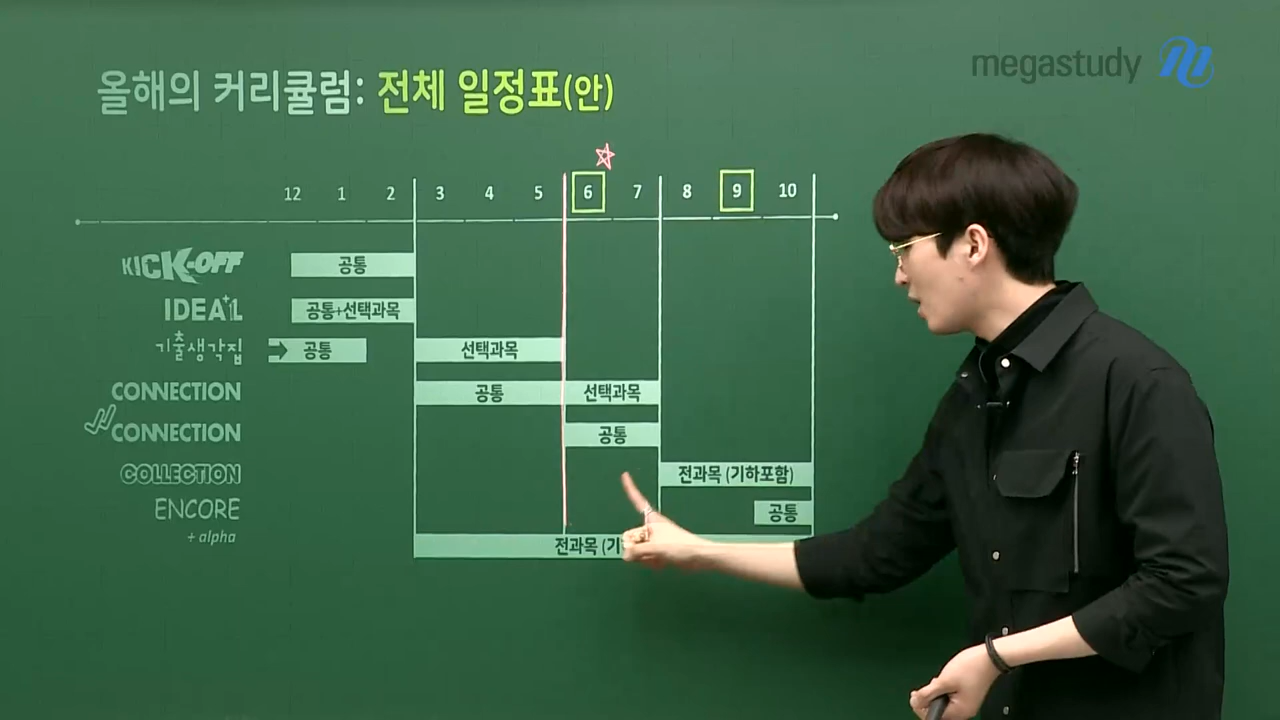 megastudy
올해의 커리큘럼: 전체 일정표(안)
12 1 2 3 4 5 6 7 8 9 10
KICK-OFF 공통
IDEAL 공통+선택과목
기출생각집 공통 선택과목
CONNECTION 공통 선택과목
CONNECTION 공통
COLLECTION 전과목 (기하포함)
ENCORE 공통
+ alpha 전과목